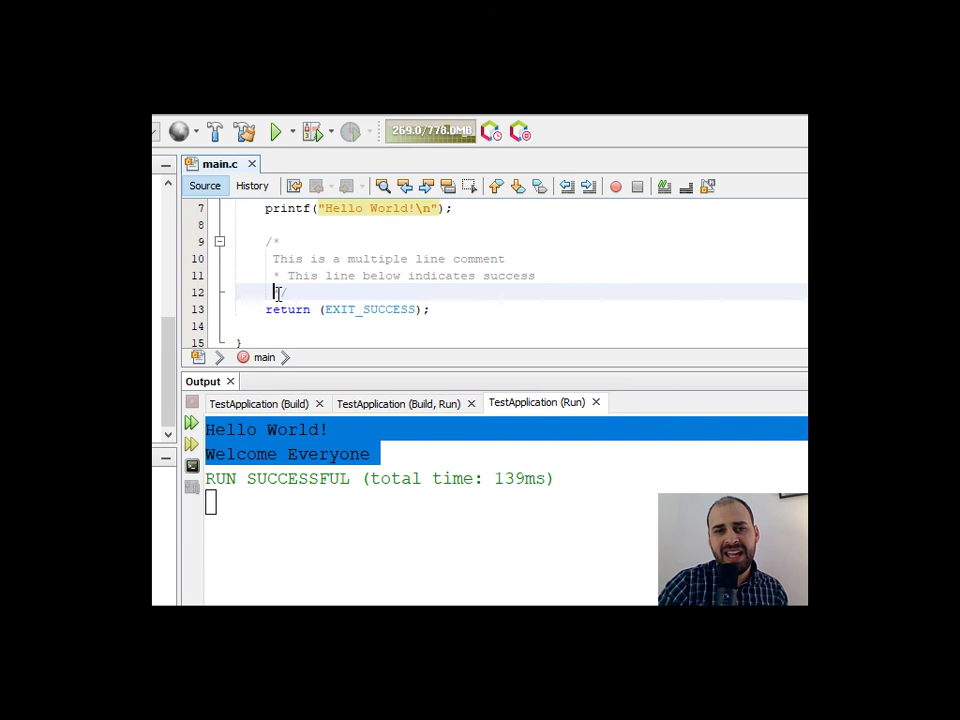 269.0/778.0MB
main.c
Source History
7 printf("Hello World!\n");
8
9 /*
10 This is a multiple line comment
11 * This line below indicates success
12 */
13 return (EXIT_SUCCESS);
14
15 }
main
Output
TestApplication (Build) TestApplication (Build, Run) TestApplication (Run)
Hello World!
Welcome Everyone
RUN SUCCESSFUL (total time: 139ms)